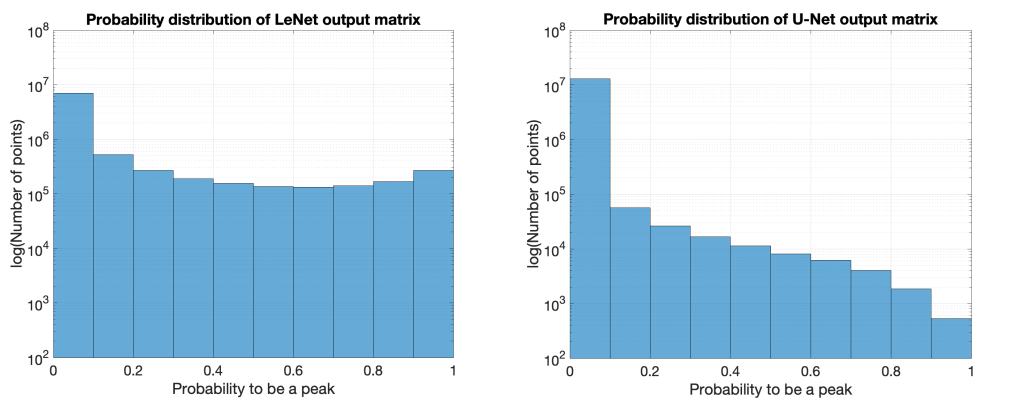 Probability distribution of LeNet output matrix
log(Number of points)
10^8
10^7
10^6
10^5
10^4
10^3
10^2
0 0.2 0.4 0.6 0.8 1
Probability to be a peak
Probability distribution of U-Net output matrix
log(Number of points)
10^8
10^7
10^6
10^5
10^4
10^3
10^2
0 0.2 0.4 0.6 0.8 1
Probability to be a peak